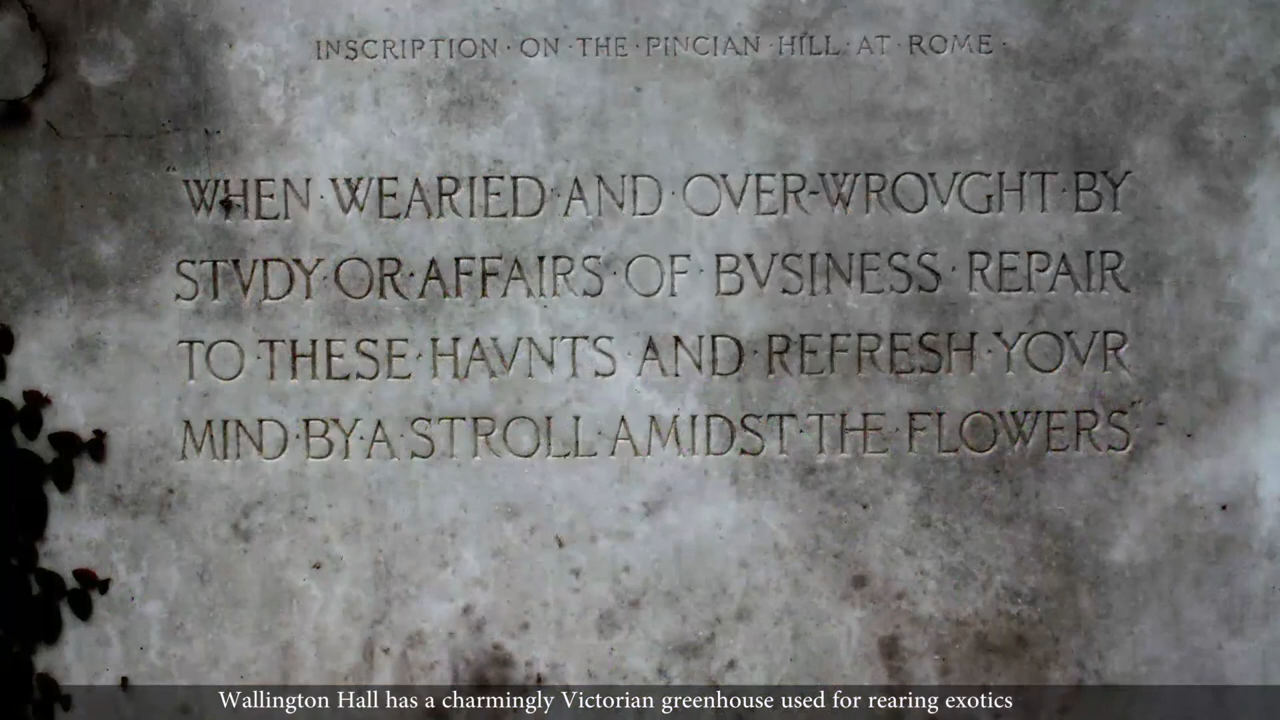 INSCRIPTION · ON · THE · PINCIAN · HILL · AT · ROME ·
"WHEN · WEARIED · AND · OVER-WROVGHT · BY
STVDY · OR · AFFAIRS · OF · BVSINESS · REPAIR
TO · THESE · HAVNTS · AND · REFRESH · YOVR
MIND · BY · A · STROLL · AMIDST · THE · FLOWERS"
Wallington Hall has a charmingly Victorian greenhouse used for rearing exotics